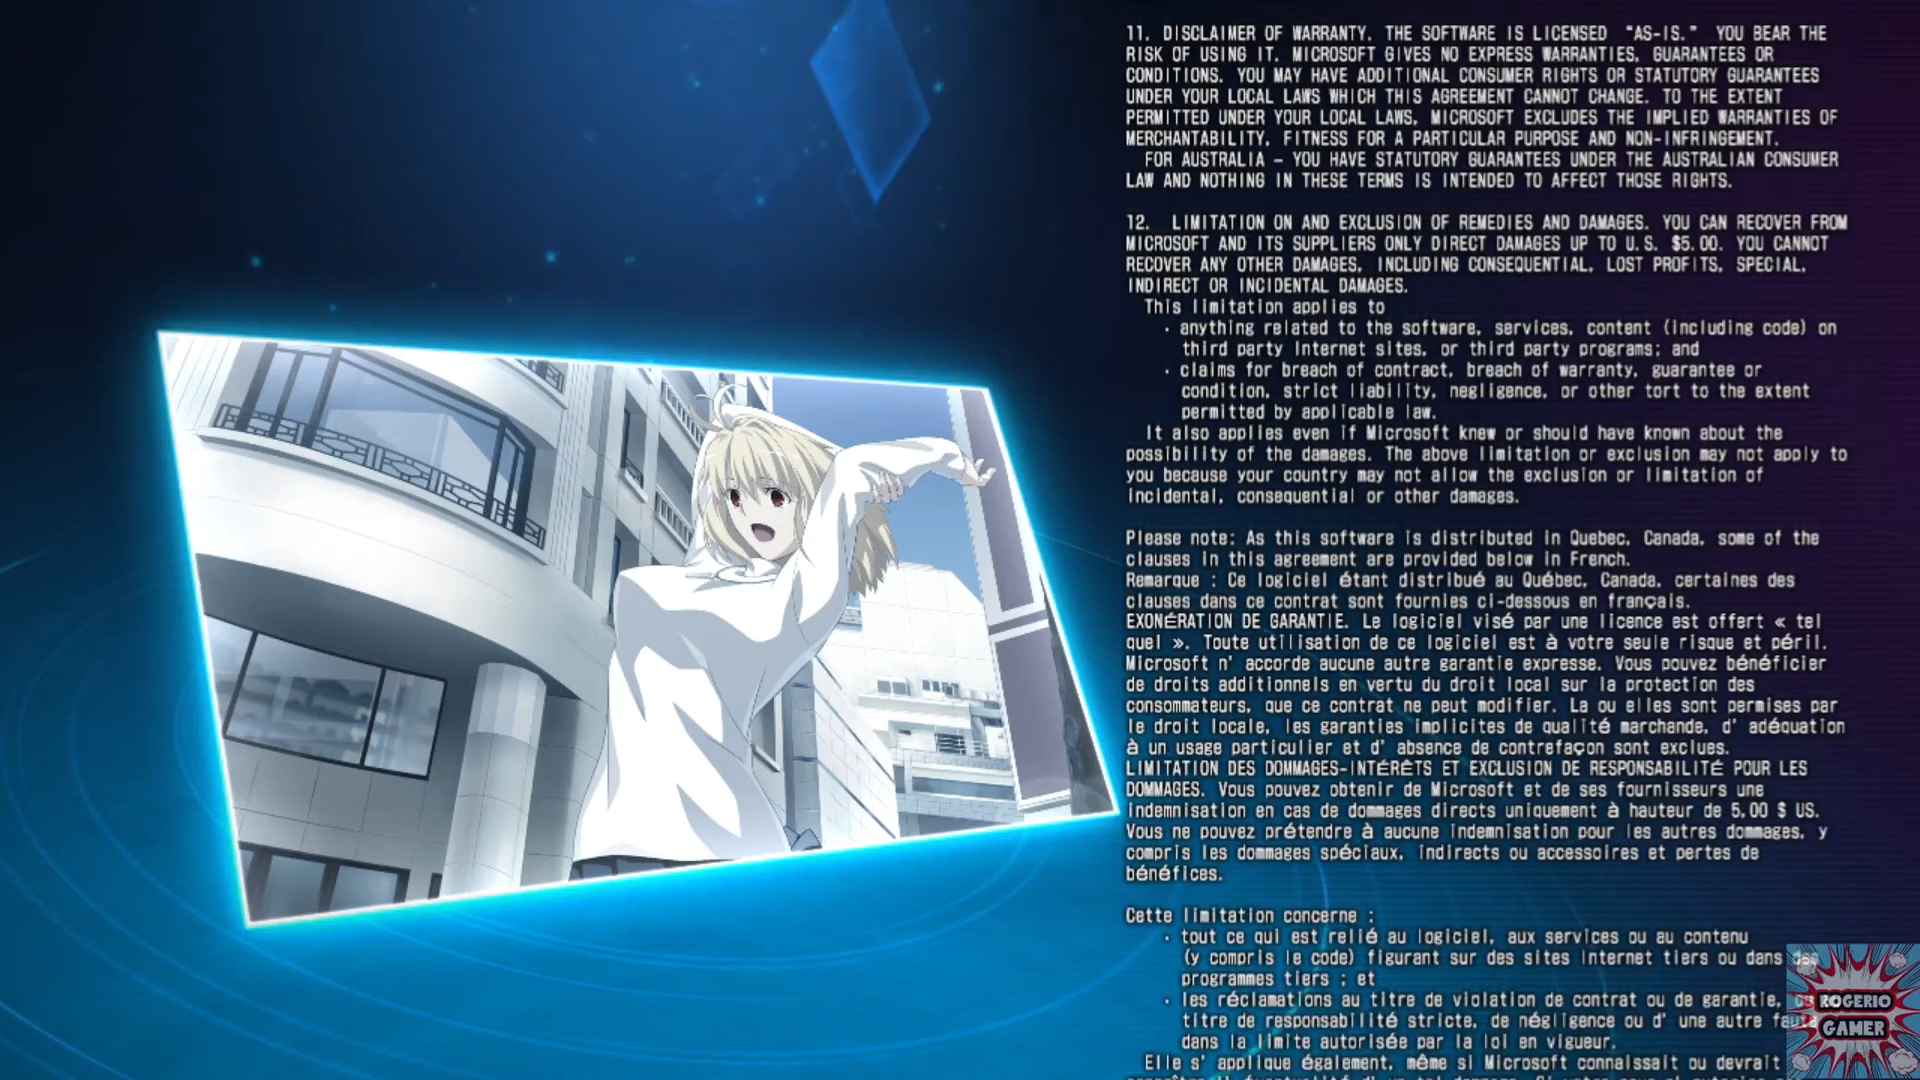 11. DISCLAIMER OF WARRANTY. THE SOFTWARE IS LICENSED “AS-IS.” YOU BEAR THE
RISK OF USING IT. MICROSOFT GIVES NO EXPRESS WARRANTIES, GUARANTEES OR
CONDITIONS. YOU MAY HAVE ADDITIONAL CONSUMER RIGHTS OR STATUTORY GUARANTEES
UNDER YOUR LOCAL LAWS WHICH THIS AGREEMENT CANNOT CHANGE. TO THE EXTENT
PERMITTED UNDER YOUR LOCAL LAWS, MICROSOFT EXCLUDES THE IMPLIED WARRANTIES OF
MERCHANTABILITY, FITNESS FOR A PARTICULAR PURPOSE AND NON-INFRINGEMENT.
FOR AUSTRALIA – YOU HAVE STATUTORY GUARANTEES UNDER THE AUSTRALIAN CONSUMER
LAW AND NOTHING IN THESE TERMS IS INTENDED TO AFFECT THOSE RIGHTS.
12. LIMITATION ON AND EXCLUSION OF REMEDIES AND DAMAGES. YOU CAN RECOVER FROM
MICROSOFT AND ITS SUPPLIERS ONLY DIRECT DAMAGES UP TO U.S. $5.00. YOU CANNOT
RECOVER ANY OTHER DAMAGES, INCLUDING CONSEQUENTIAL, LOST PROFITS, SPECIAL,
INDIRECT OR INCIDENTAL DAMAGES.
This limitation applies to
・anything related to the software, services, content (including code) on
third party Internet sites, or third party programs; and
・claims for breach of contract, breach of warranty, guarantee or
condition, strict liability, negligence, or other tort to the extent
permitted by applicable law.
It also applies even if Microsoft knew or should have known about the
possibility of the damages. The above limitation or exclusion may not apply to
you because your country may not allow the exclusion or limitation of
incidental, consequential or other damages.
Please note: As this software is distributed in Quebec, Canada, some of the
clauses in this agreement are provided below in French.
Remarque : Ce logiciel étant distribué au Québec, Canada, certaines des
clauses dans ce contrat sont fournies ci-dessous en français.
EXONÉRATION DE GARANTIE. Le logiciel visé par une licence est offert « tel
quel ». Toute utilisation de ce logiciel est à votre seule risque et péril.
Microsoft n’ accorde aucune autre garantie expresse. Vous pouvez bénéficier
de droits additionnels en vertu du droit local sur la protection des
consommateurs, que ce contrat ne peut modifier. La ou elles sont permises par
le droit locale, les garanties implicites de qualité marchande, d’ adéquation
à un usage particulier et d’ absence de contrefaçon sont exclues.
LIMITATION DES DOMMAGES-INTÉRÊTS ET EXCLUSION DE RESPONSABILITÉ POUR LES
DOMMAGES. Vous pouvez obtenir de Microsoft et de ses fournisseurs une
indemnisation en cas de dommages directs uniquement à hauteur de 5,00 $ US.
Vous ne pouvez prétendre à aucune indemnisation pour les autres dommages, y
compris les dommages spéciaux, indirects ou accessoires et pertes de
bénéfices.
Cette limitation concerne :
・tout ce qui est relié au logiciel, aux services ou au contenu
(y compris le code) figurant sur des sites Internet tiers ou dans des
programmes tiers ; et
・les réclamations au titre de violation de contrat ou de garantie, ou
titre de responsabilité stricte, de négligence ou d’ une autre faute
dans la limite autorisée par la loi en vigueur.
Elle s’ applique également, même si Microsoft connaissait ou devrait
ROGERIO
GAMER